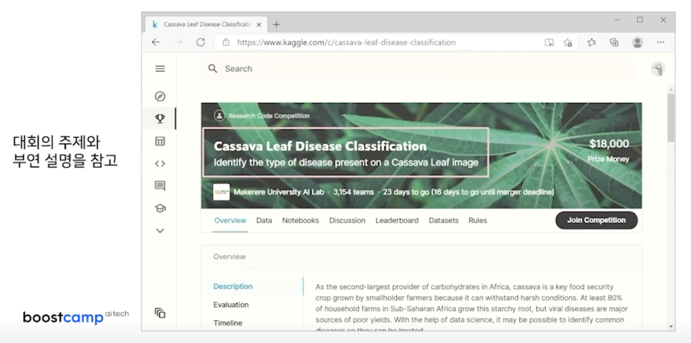 대회의 주제와
부연 설명을 참고
boostcamp ai tech
Cassava Leaf Disease Classificatio
https://www.kaggle.com/c/cassava-leaf-disease-classification
Search
Research Code Competition
Cassava Leaf Disease Classification
Identify the type of disease present on a Cassava Leaf image
$18,000
Prize Money
Makerere University AI Lab · 3,154 teams · 23 days to go (16 days to go until merger deadline)
Overview Data Notebooks Discussion Leaderboard Datasets Rules Join Competition
Overview
Description
Evaluation
Timeline
As the second-largest provider of carbohydrates in Africa, cassava is a key food security
crop grown by smallholder farmers because it can withstand harsh conditions. At least 80%
of household farms in Sub-Saharan Africa grow this starchy root, but viral diseases are major
sources of poor yields. With the help of data science, it may be possible to identify common
diseases so they can be treated.